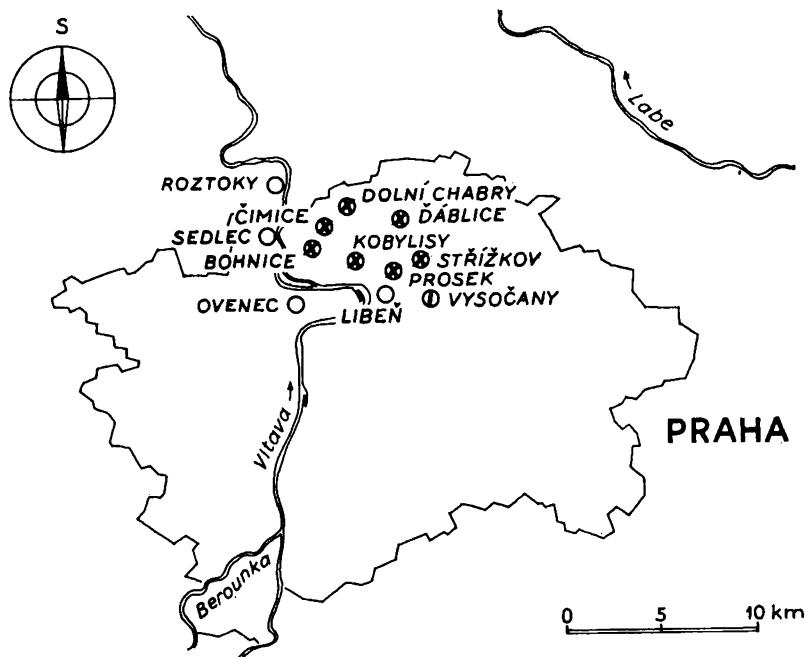 S
Labe
ROZTOKY
DOLNÍ CHABRY
ČIMICE
ĎÁBLICE
SEDLEC
KOBYLISY
BOHNICE
STŘÍŽKOV
PROSEK
OVENEC
VYSOČANY
LIBEŇ
Vltava
PRAHA
Berounka
0 5 10 km